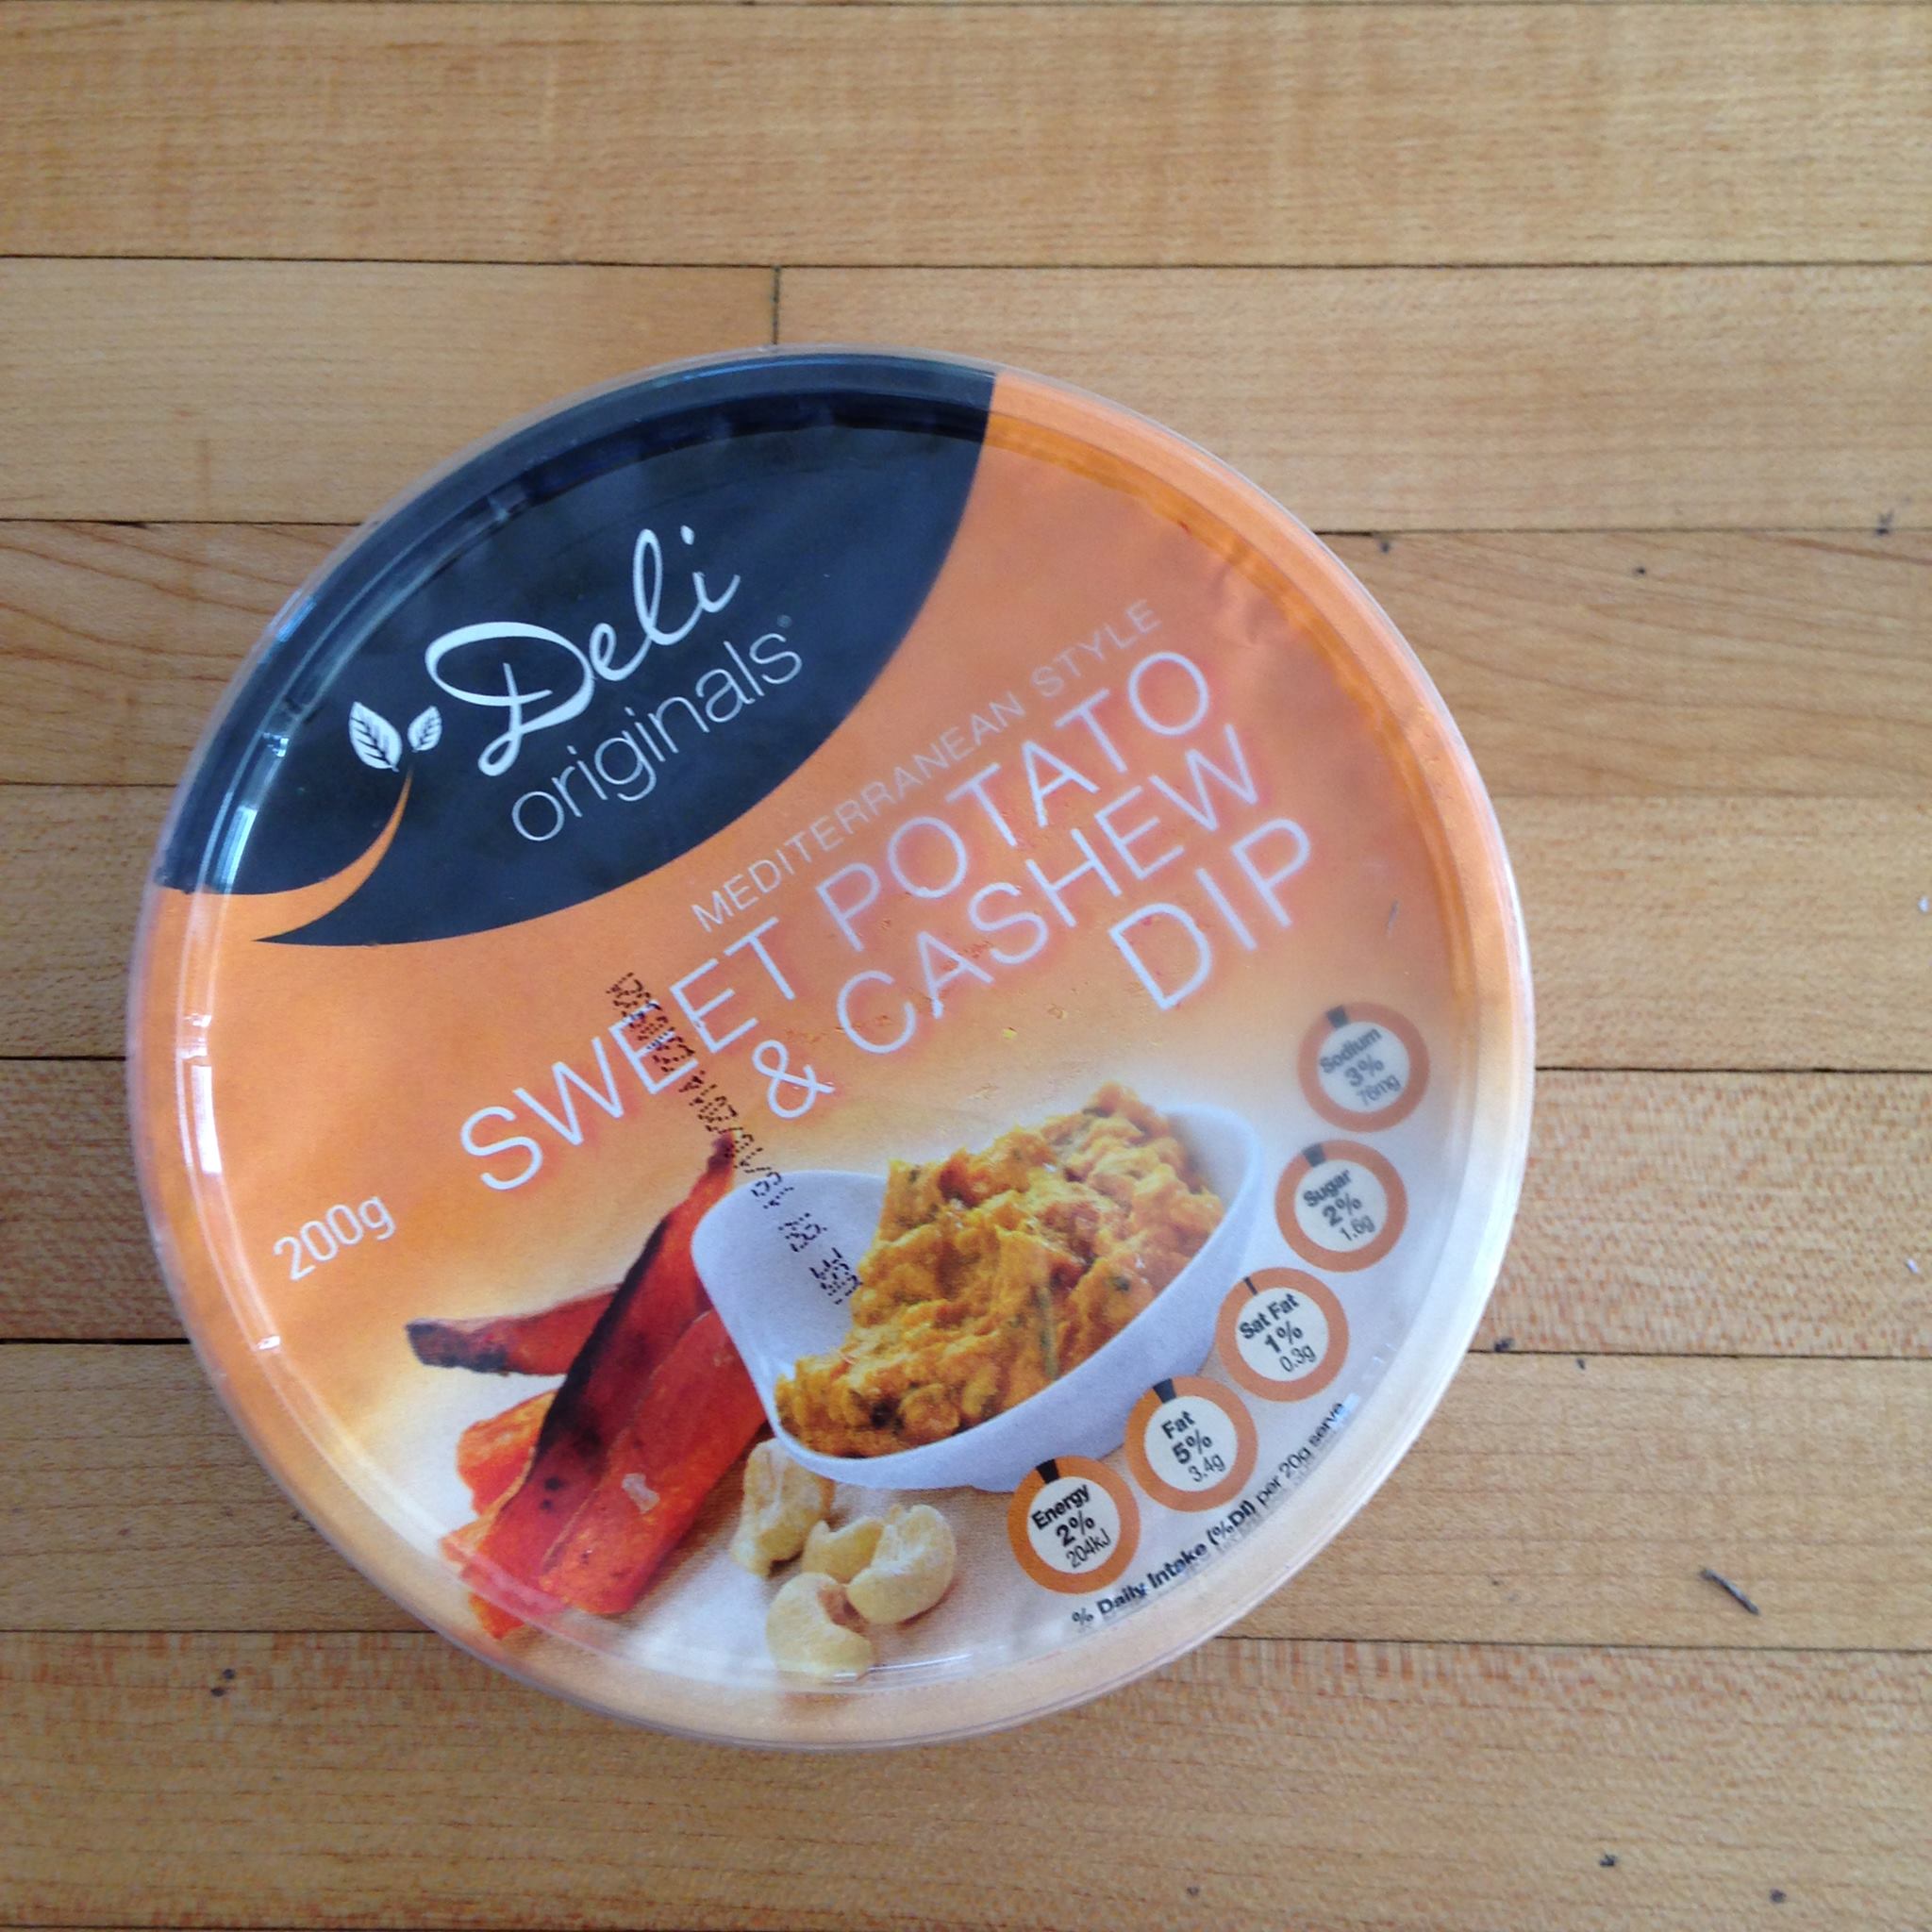 Deli
originals®
MEDITERRANEAN STYLE
SWEET POTATO
& CASHEW
DIP
200g
Sodium
3%
76mg
Sugar
2%
1.6g
Sat Fat
1%
0.3g
Fat
5%
3.4g
Energy
2%
204kJ
% Daily Intake (%DI) per 20g serve